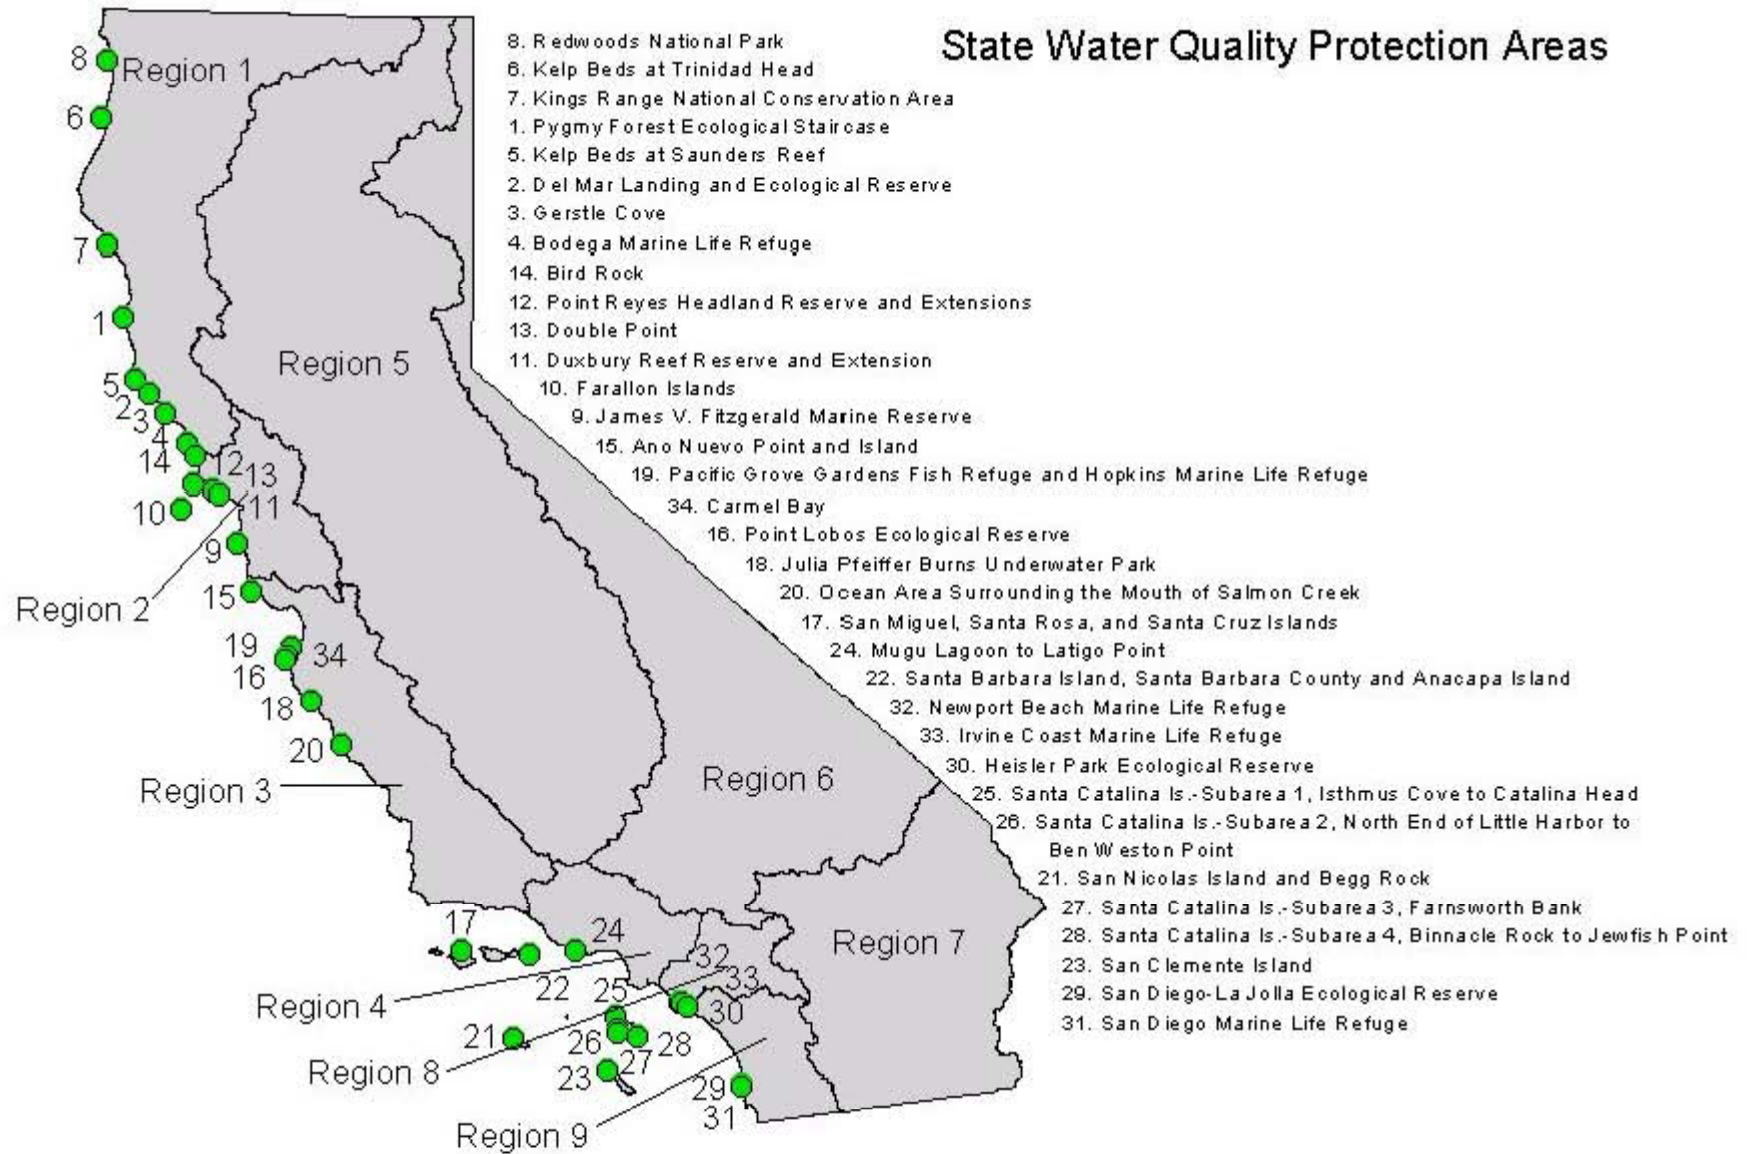 State Water Quality Protection Areas
8. Redwoods National Park
6. Kelp Beds at Trinidad Head
7. Kings Range National Conservation Area
1. Pygmy Forest Ecological Staircase
5. Kelp Beds at Saunders Reef
2. Del Mar Landing and Ecological Reserve
3. Gerstle Cove
4. Bodega Marine Life Refuge
14. Bird Rock
12. Point Reyes Headland Reserve and Extensions
13. Double Point
11. Duxbury Reef Reserve and Extension
10. Farallon Islands
9. James V. Fitzgerald Marine Reserve
15. Ano Nuevo Point and Island
19. Pacific Grove Gardens Fish Refuge and Hopkins Marine Life Refuge
34. Carmel Bay
16. Point Lobos Ecological Reserve
18. Julia Pfeiffer Burns Underwater Park
20. Ocean Area Surrounding the Mouth of Salmon Creek
17. San Miguel, Santa Rosa, and Santa Cruz Islands
24. Mugu Lagoon to Latigo Point
22. Santa Barbara Island, Santa Barbara County and Anacapa Island
32. Newport Beach Marine Life Refuge
33. Irvine Coast Marine Life Refuge
30. Heisler Park Ecological Reserve
25. Santa Catalina Is.-Subarea 1, Isthmus Cove to Catalina Head
26. Santa Catalina Is.-Subarea 2, North End of Little Harbor to
Ben Weston Point
21. San Nicolas Island and Begg Rock
27. Santa Catalina Is.-Subarea 3, Farnsworth Bank
28. Santa Catalina Is.-Subarea 4, Binnacle Rock to Jewfish Point
23. San Clemente Island
29. San Diego-La Jolla Ecological Reserve
31. San Diego Marine Life Refuge
8
Region 1
6
7
1
Region 5
5
2
3
4
14
12
13
10
11
9
15
Region 2
19
34
16
18
20
Region 3
Region 6
17
24
Region 7
32
33
22
25
Region 4
30
21
26
28
27
Region 8
23
29
31
Region 9